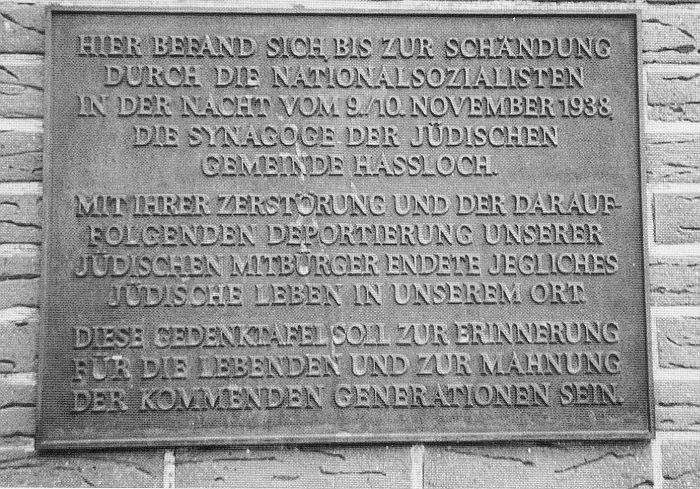 HIER BEFAND SICH, BIS ZUR SCHÄNDUNG
DURCH DIE NATIONALSOZIALISTEN
IN DER NACHT VOM 9./10. NOVEMBER 1938,
DIE SYNAGOGE DER JÜDISCHEN
GEMEINDE HASSLOCH.
MIT IHRER ZERSTÖRUNG UND DER DARAUF-
FOLGENDEN DEPORTIERUNG UNSERER
JÜDISCHEN MITBÜRGER ENDETE JEGLICHES
JÜDISCHE LEBEN IN UNSEREM ORT.
DIESE GEDENKTAFEL SOLL ZUR ERINNERUNG
FÜR DIE LEBENDEN UND ZUR MAHNUNG
DER KOMMENDEN GENERATIONEN SEIN.